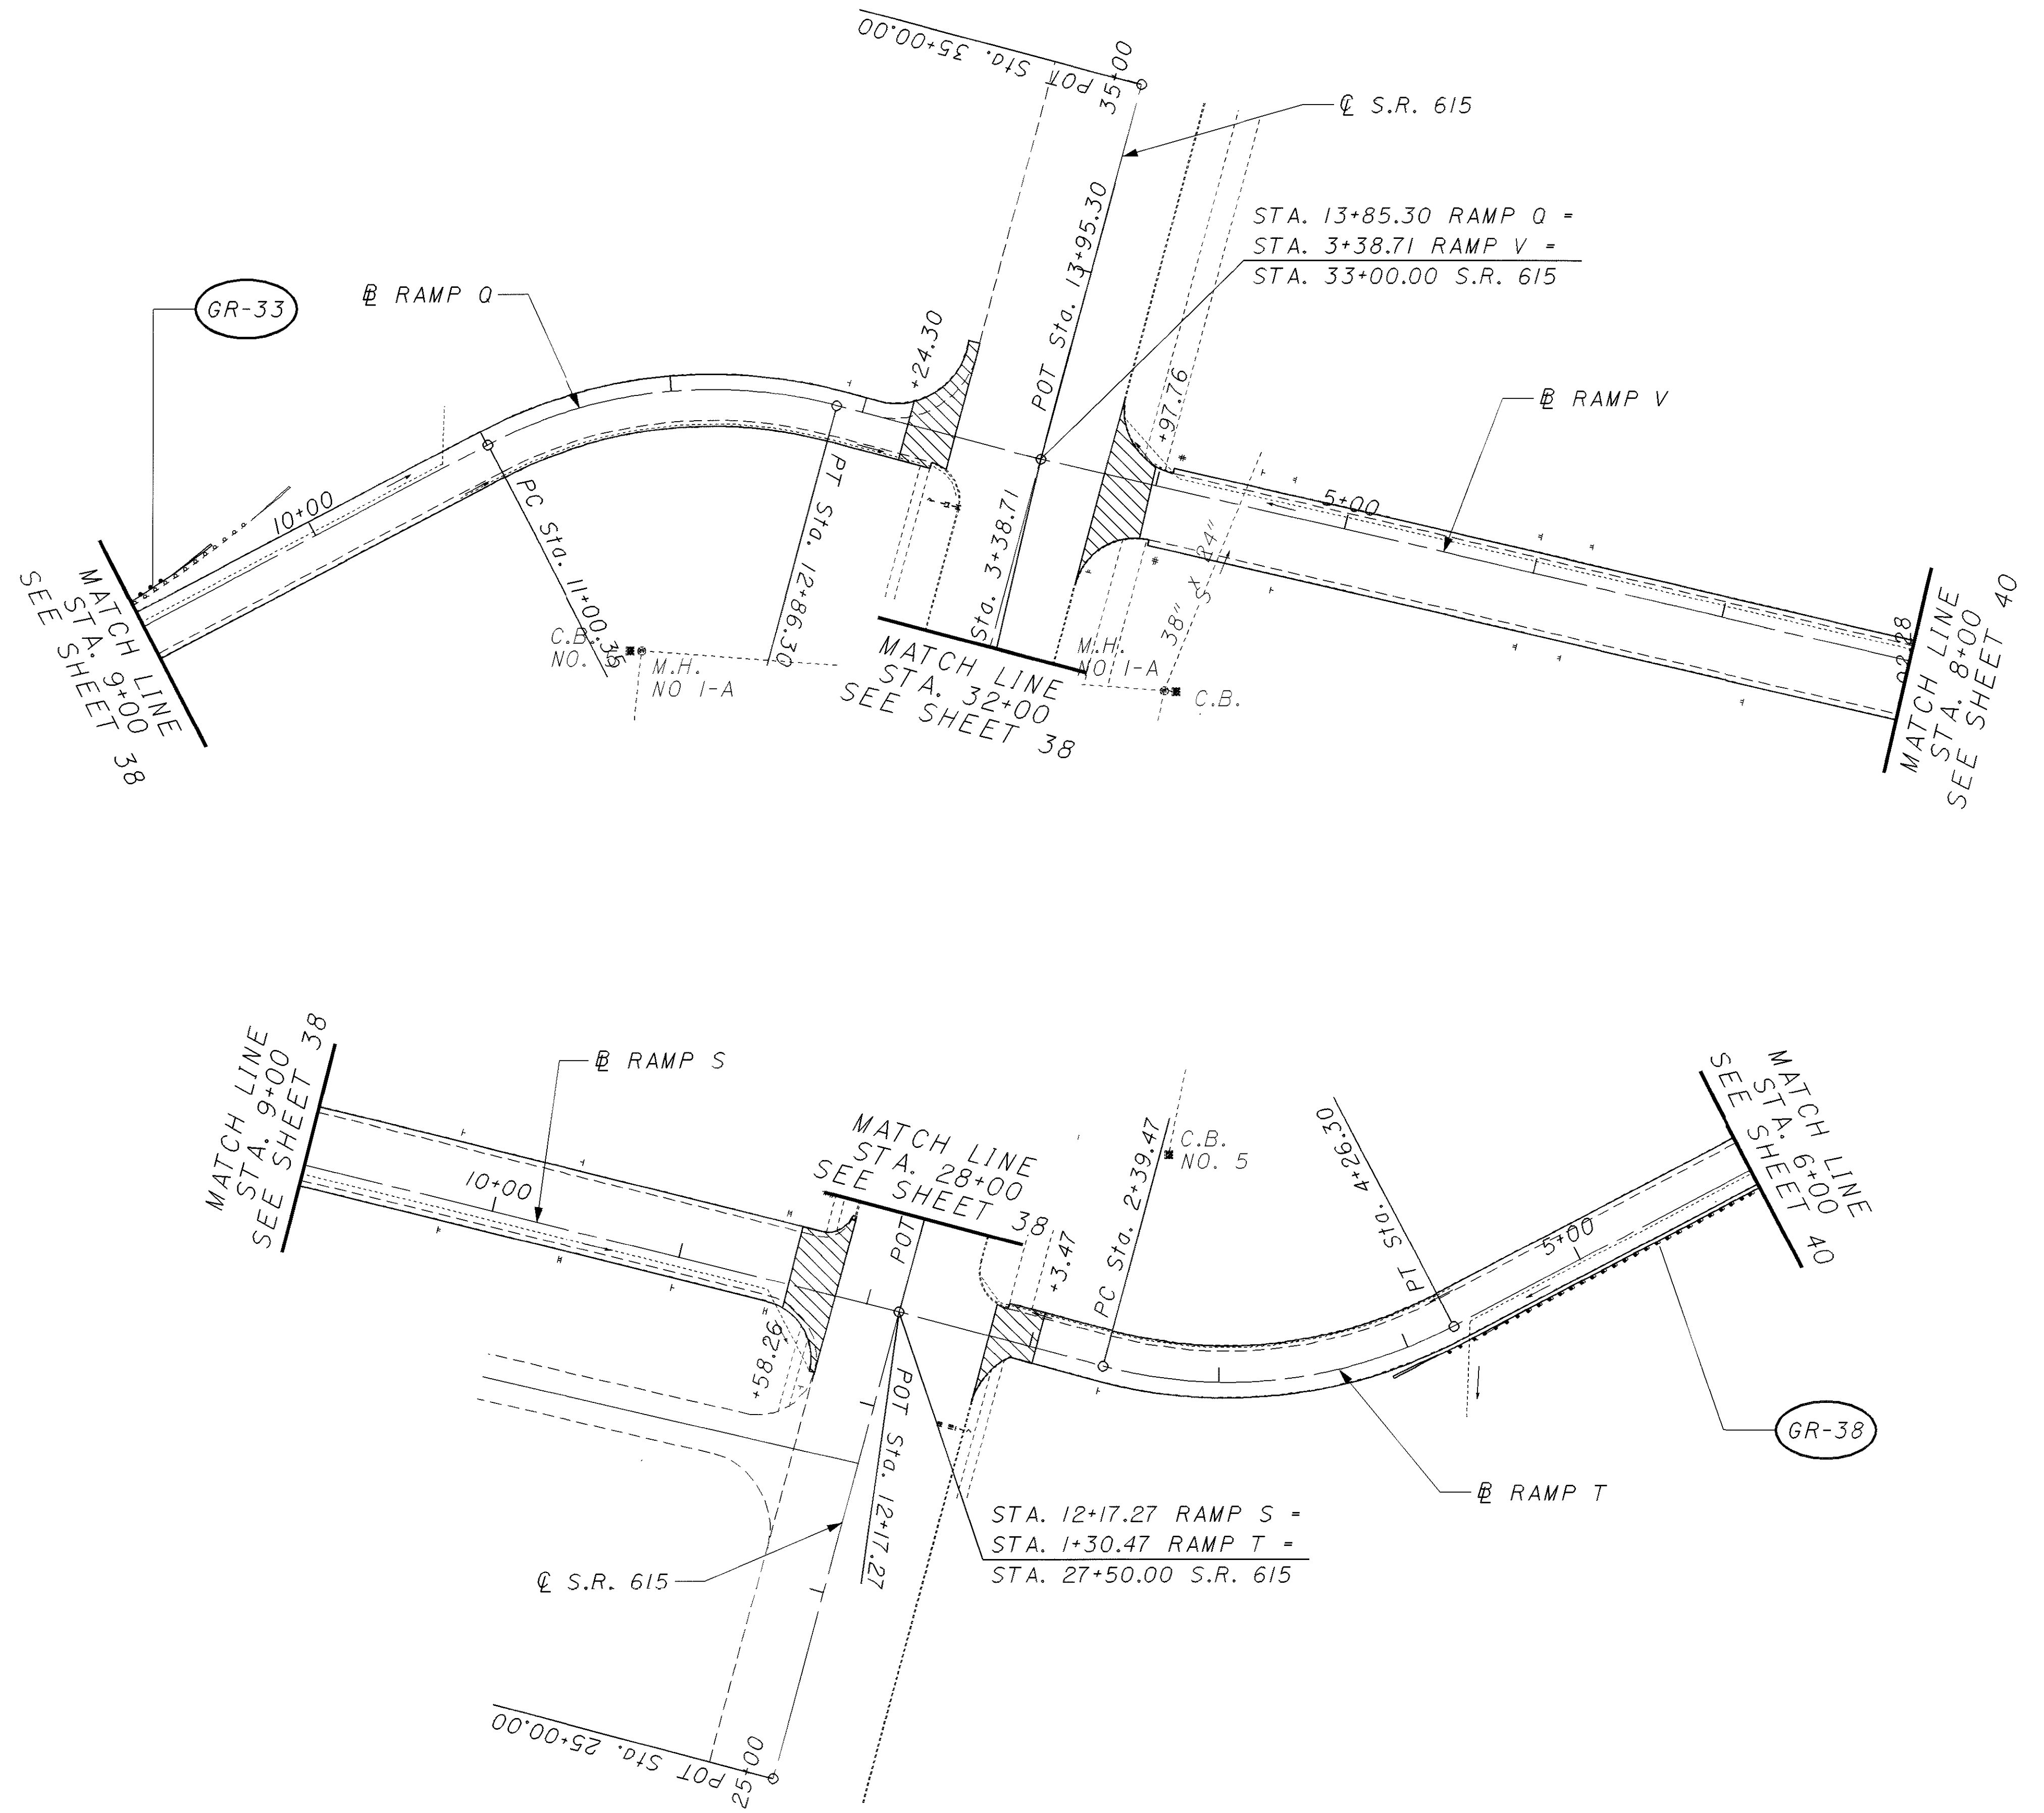 POT Sta. 35+00.00
35+00
℄ S.R. 615
POT Sta. 13+95.30
STA. 13+85.30 RAMP Q =
STA. 3+38.71 RAMP V =
STA. 33+00.00 S.R. 615
GR-33
℄ RAMP Q
+24.30
+97.76
℄ RAMP V
10+00
PC Sta. 11+00.35
PT Sta. 12+86.30
Sta. 3+38.71
38" X 24"
5+00
MATCH LINE
STA. 9+00
SEE SHEET 38
C.B.
NO.
M.H.
NO 1-A
MATCH LINE
STA. 32+00
SEE SHEET 38
M.H.
NO 1-A
C.B.
MATCH LINE
STA. 8+00
SEE SHEET 40
MATCH LINE
STA. 9+00
SEE SHEET 38
℄ RAMP S
10+00
MATCH LINE
STA. 28+00
SEE SHEET 38
POT
+3.47
PC Sta. 2+39.47
C.B.
NO. 5
PT Sta. 4+26.30
5+00
MATCH LINE
STA. 6+00
SEE SHEET 40
+58.26
POT Sta. 12+17.27
GR-38
℄ RAMP T
STA. 12+17.27 RAMP S =
STA. 1+30.47 RAMP T =
STA. 27+50.00 S.R. 615
℄ S.R. 615
POT Sta. 25+00.00
25+00